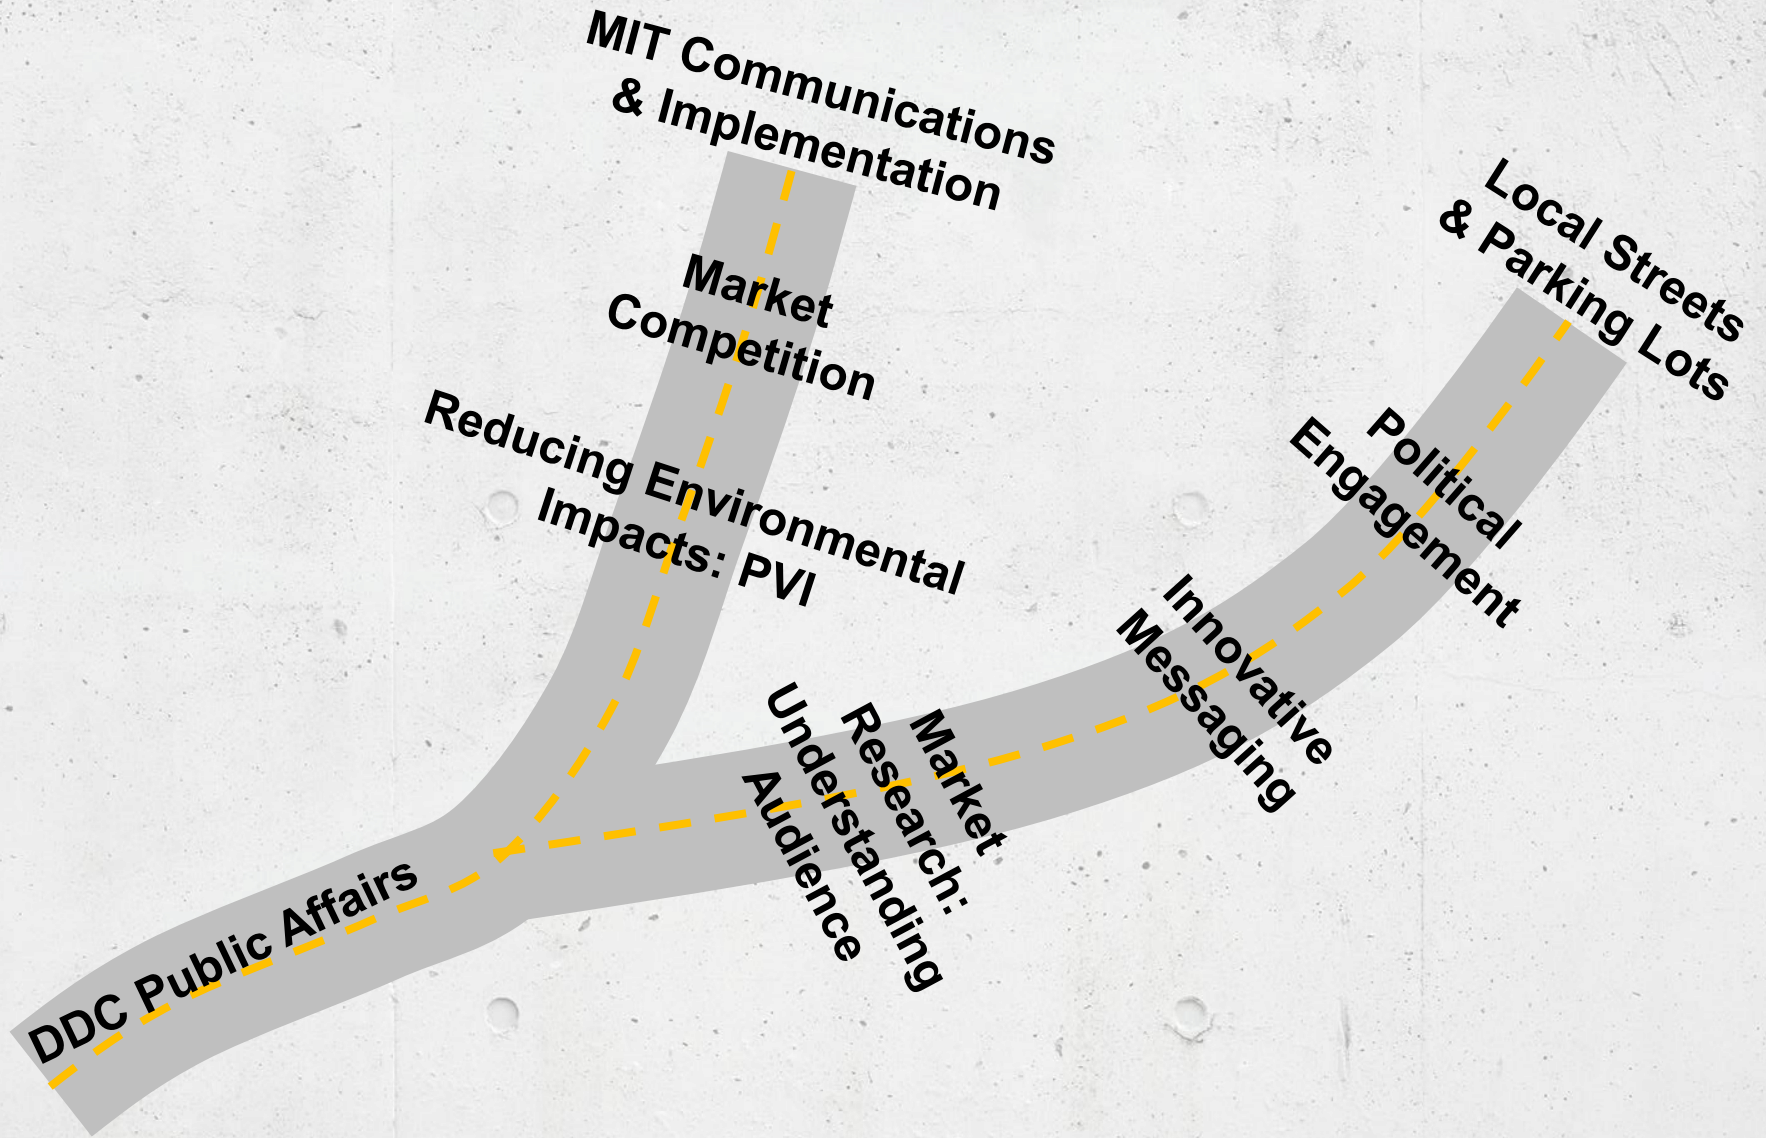 MIT Communications
& Implementation
Market
Competition
Reducing Environmental
Impacts: PVI
Local Streets
& Parking Lots
Political
Engagement
Innovative
Messaging
Market
Research:
Understanding
Audience
DDC Public Affairs